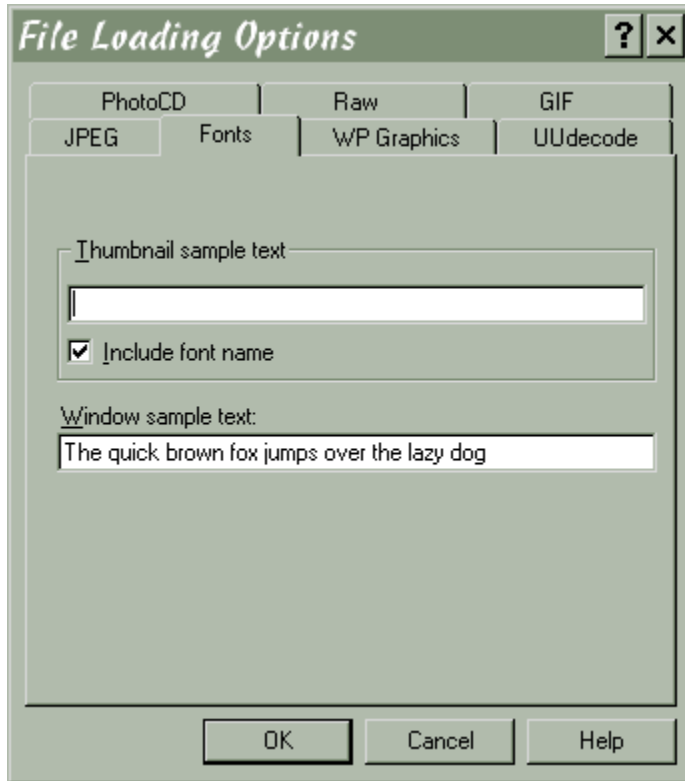 File Loading Options ? ×
PhotoCD Raw GIF
JPEG Fonts WP Graphics UUdecode
Thumbnail sample text
Include font name
Window sample text:
The quick brown fox jumps over the lazy dog
OK Cancel Help